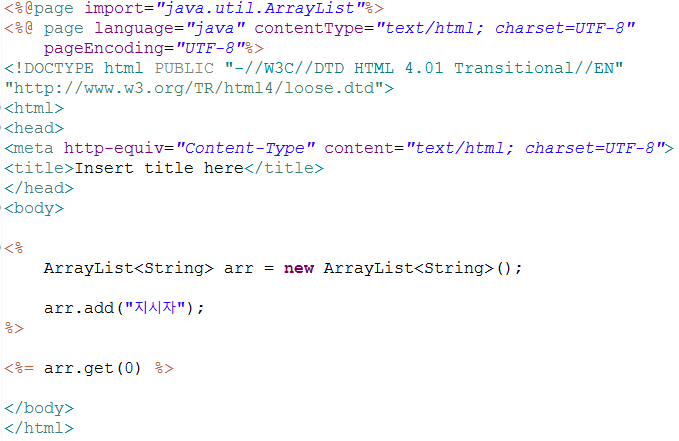 <%@page import="java.util.ArrayList"%>
<%@ page language="java" contentType="text/html; charset=UTF-8"
    pageEncoding="UTF-8"%>
<!DOCTYPE html PUBLIC "-//W3C//DTD HTML 4.01 Transitional//EN"
"http://www.w3.org/TR/html4/loose.dtd">
<html>
<head>
<meta http-equiv="Content-Type" content="text/html; charset=UTF-8">
<title>Insert title here</title>
</head>
<body>

<%
    ArrayList<String> arr = new ArrayList<String>();

    arr.add("지시자");
%>

<%= arr.get(0) %>

</body>
</html>